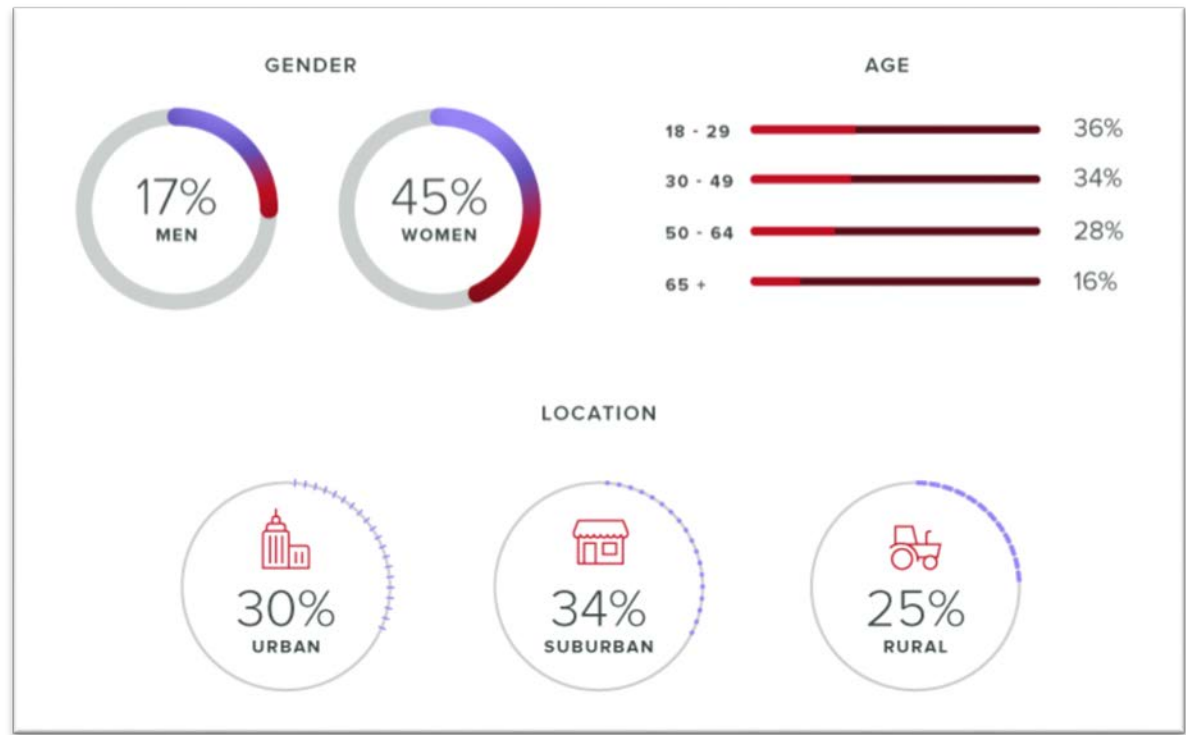 GENDER
17%
MEN
45%
WOMEN
AGE
18 - 29 36%
30 - 49 34%
50 - 64 28%
65 + 16%
LOCATION
30%
URBAN
34%
SUBURBAN
25%
RURAL